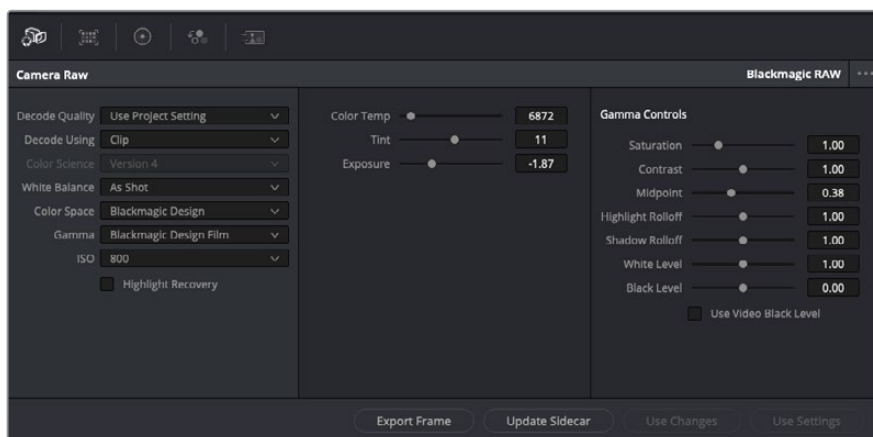 Camera Raw
Blackmagic RAW
Decode Quality Use Project Setting
Decode Using Clip
Color Science Version 4
White Balance As Shot
Color Space Blackmagic Design
Gamma Blackmagic Design Film
ISO 800
Highlight Recovery
Color Temp 6872
Tint 11
Exposure -1.87
Gamma Controls
Saturation 1.00
Contrast 1.00
Midpoint 0.38
Highlight Rolloff 1.00
Shadow Rolloff 1.00
White Level 1.00
Black Level 0.00
Use Video Black Level
Export Frame
Update Sidecar
Use Changes
Use Settings